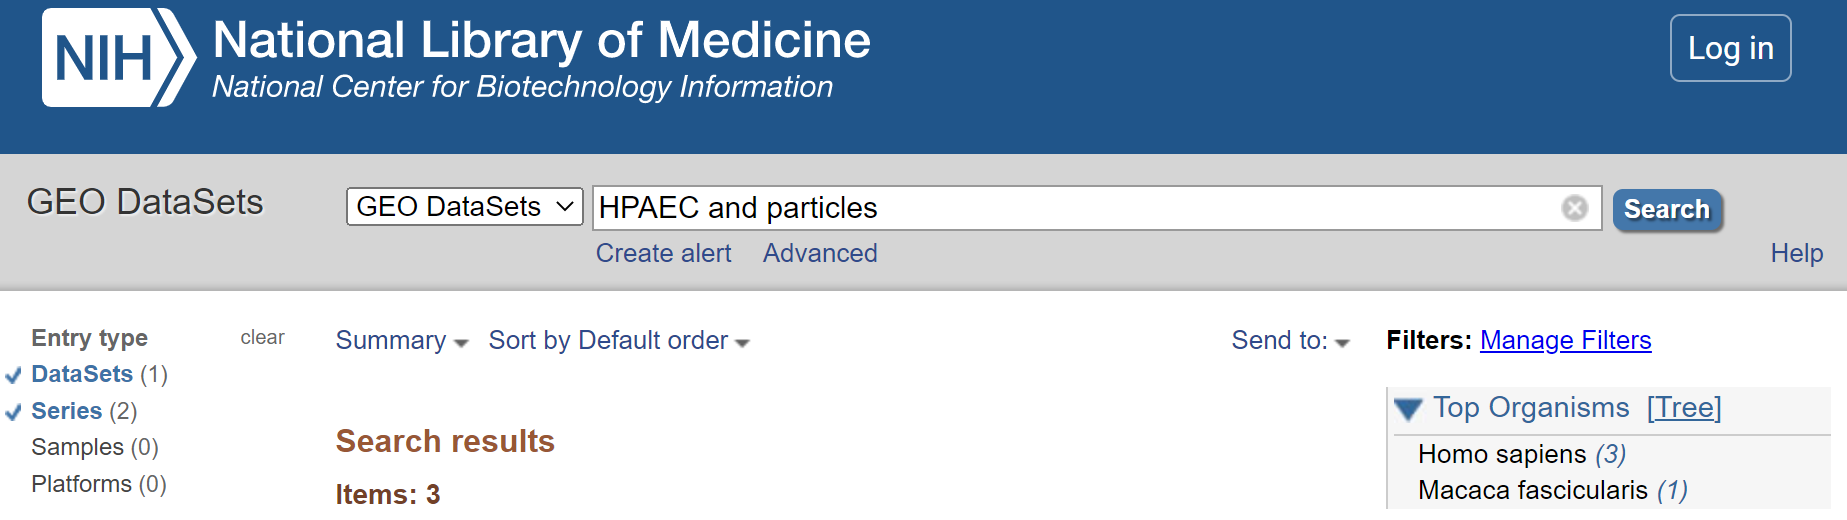 NIH
National Library of Medicine
National Center for Biotechnology Information
Log in
GEO DataSets
GEO DataSets
HPAEC and particles
Search
Create alert
Advanced
Help
Entry type
clear
DataSets (1)
Series (2)
Samples (0)
Platforms (0)
Summary
Sort by Default order
Send to:
Search results
Items: 3
Filters: Manage Filters
Top Organisms [Tree]
Homo sapiens (3)
Macaca fascicularis (1)